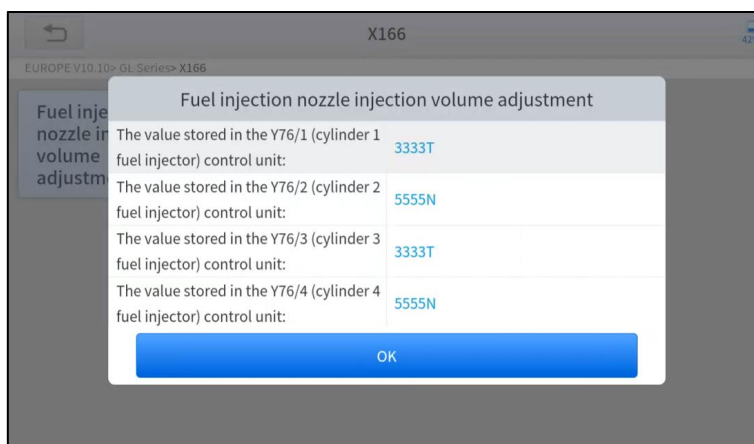 X166
EUROPE V10.10> GL Series> X166
Fuel injection nozzle injection volume adjustment
Fuel inje
nozzle in
volume
adjustm
The value stored in the Y76/1 (cylinder 1
fuel injector) control unit:
3333T
The value stored in the Y76/2 (cylinder 2
fuel injector) control unit:
5555N
The value stored in the Y76/3 (cylinder 3
fuel injector) control unit:
3333T
The value stored in the Y76/4 (cylinder 4
fuel injector) control unit:
5555N
OK